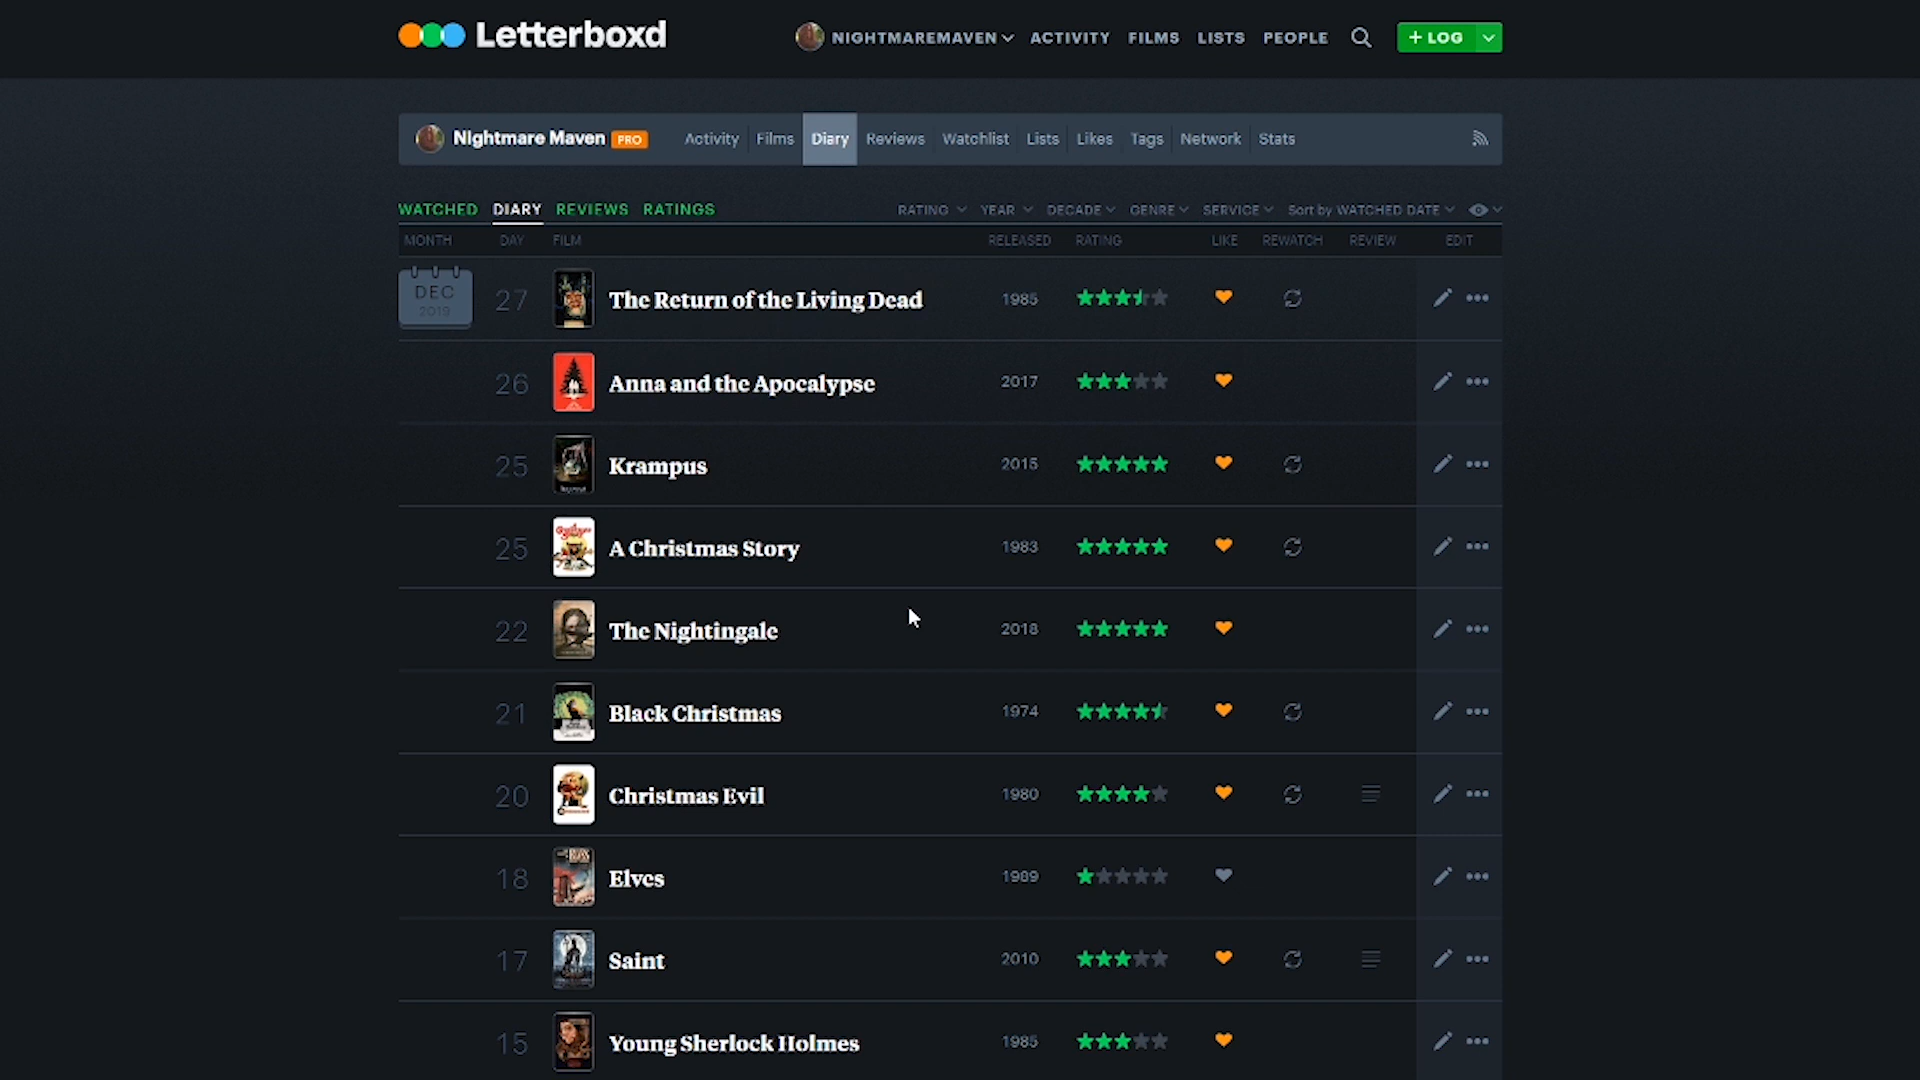 Letterboxd
NIGHTMAREMAVEN ACTIVITY FILMS LISTS PEOPLE + LOG
Nightmare Maven PRO Activity Films Diary Reviews Watchlist Lists Likes Tags Network Stats
WATCHED DIARY REVIEWS RATINGS RATING YEAR DECADE GENRE SERVICE Sort by WATCHED DATE
MONTH DAY FILM RELEASED RATING LIKE REWATCH REVIEW EDIT
DEC
2019
27 The Return of the Living Dead 1985
26 Anna and the Apocalypse 2017
25 Krampus 2015
25 A Christmas Story 1983
22 The Nightingale 2018
21 Black Christmas 1974
20 Christmas Evil 1980
18 Elves 1989
17 Saint 2010
15 Young Sherlock Holmes 1985